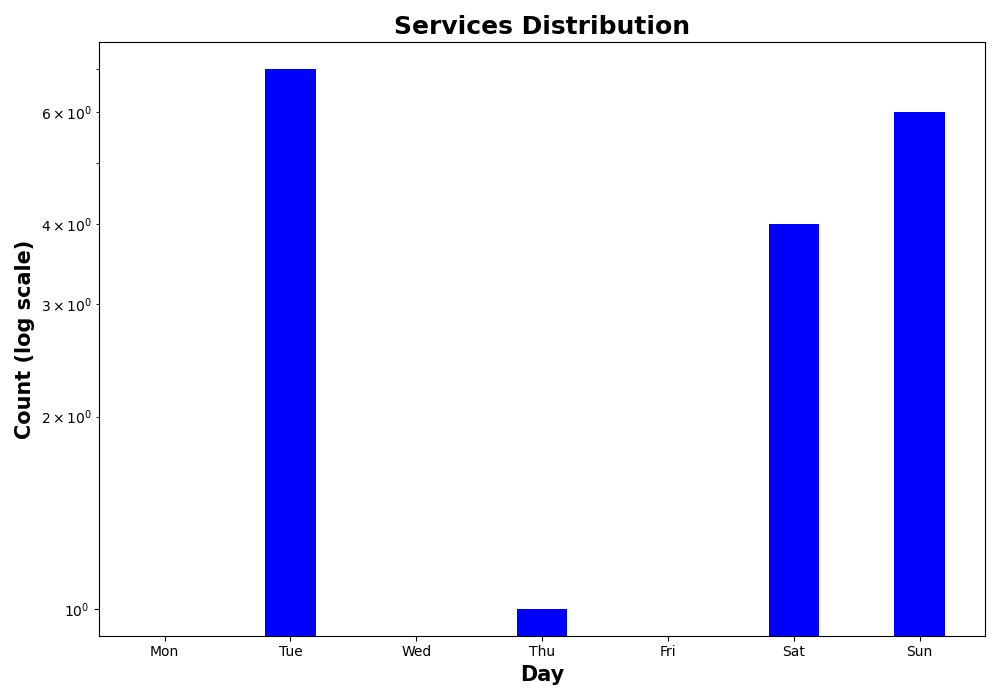 Services Distribution
6 × 10⁰
4 × 10⁰
3 × 10⁰
2 × 10⁰
10⁰
Count (log scale)
Mon Tue Wed Thu Fri Sat Sun
Day